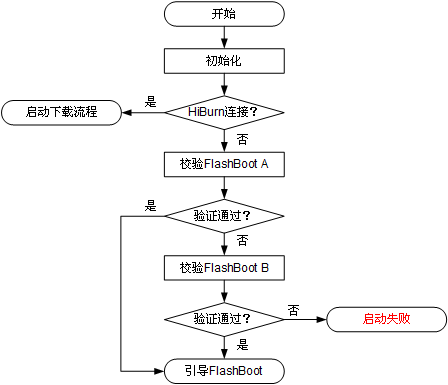 开始
初始化
是
启动下载流程
HiBurn连接？
否
校验FlashBoot A
是
验证通过？
否
校验FlashBoot B
否
验证通过？
启动失败
是
引导FlashBoot